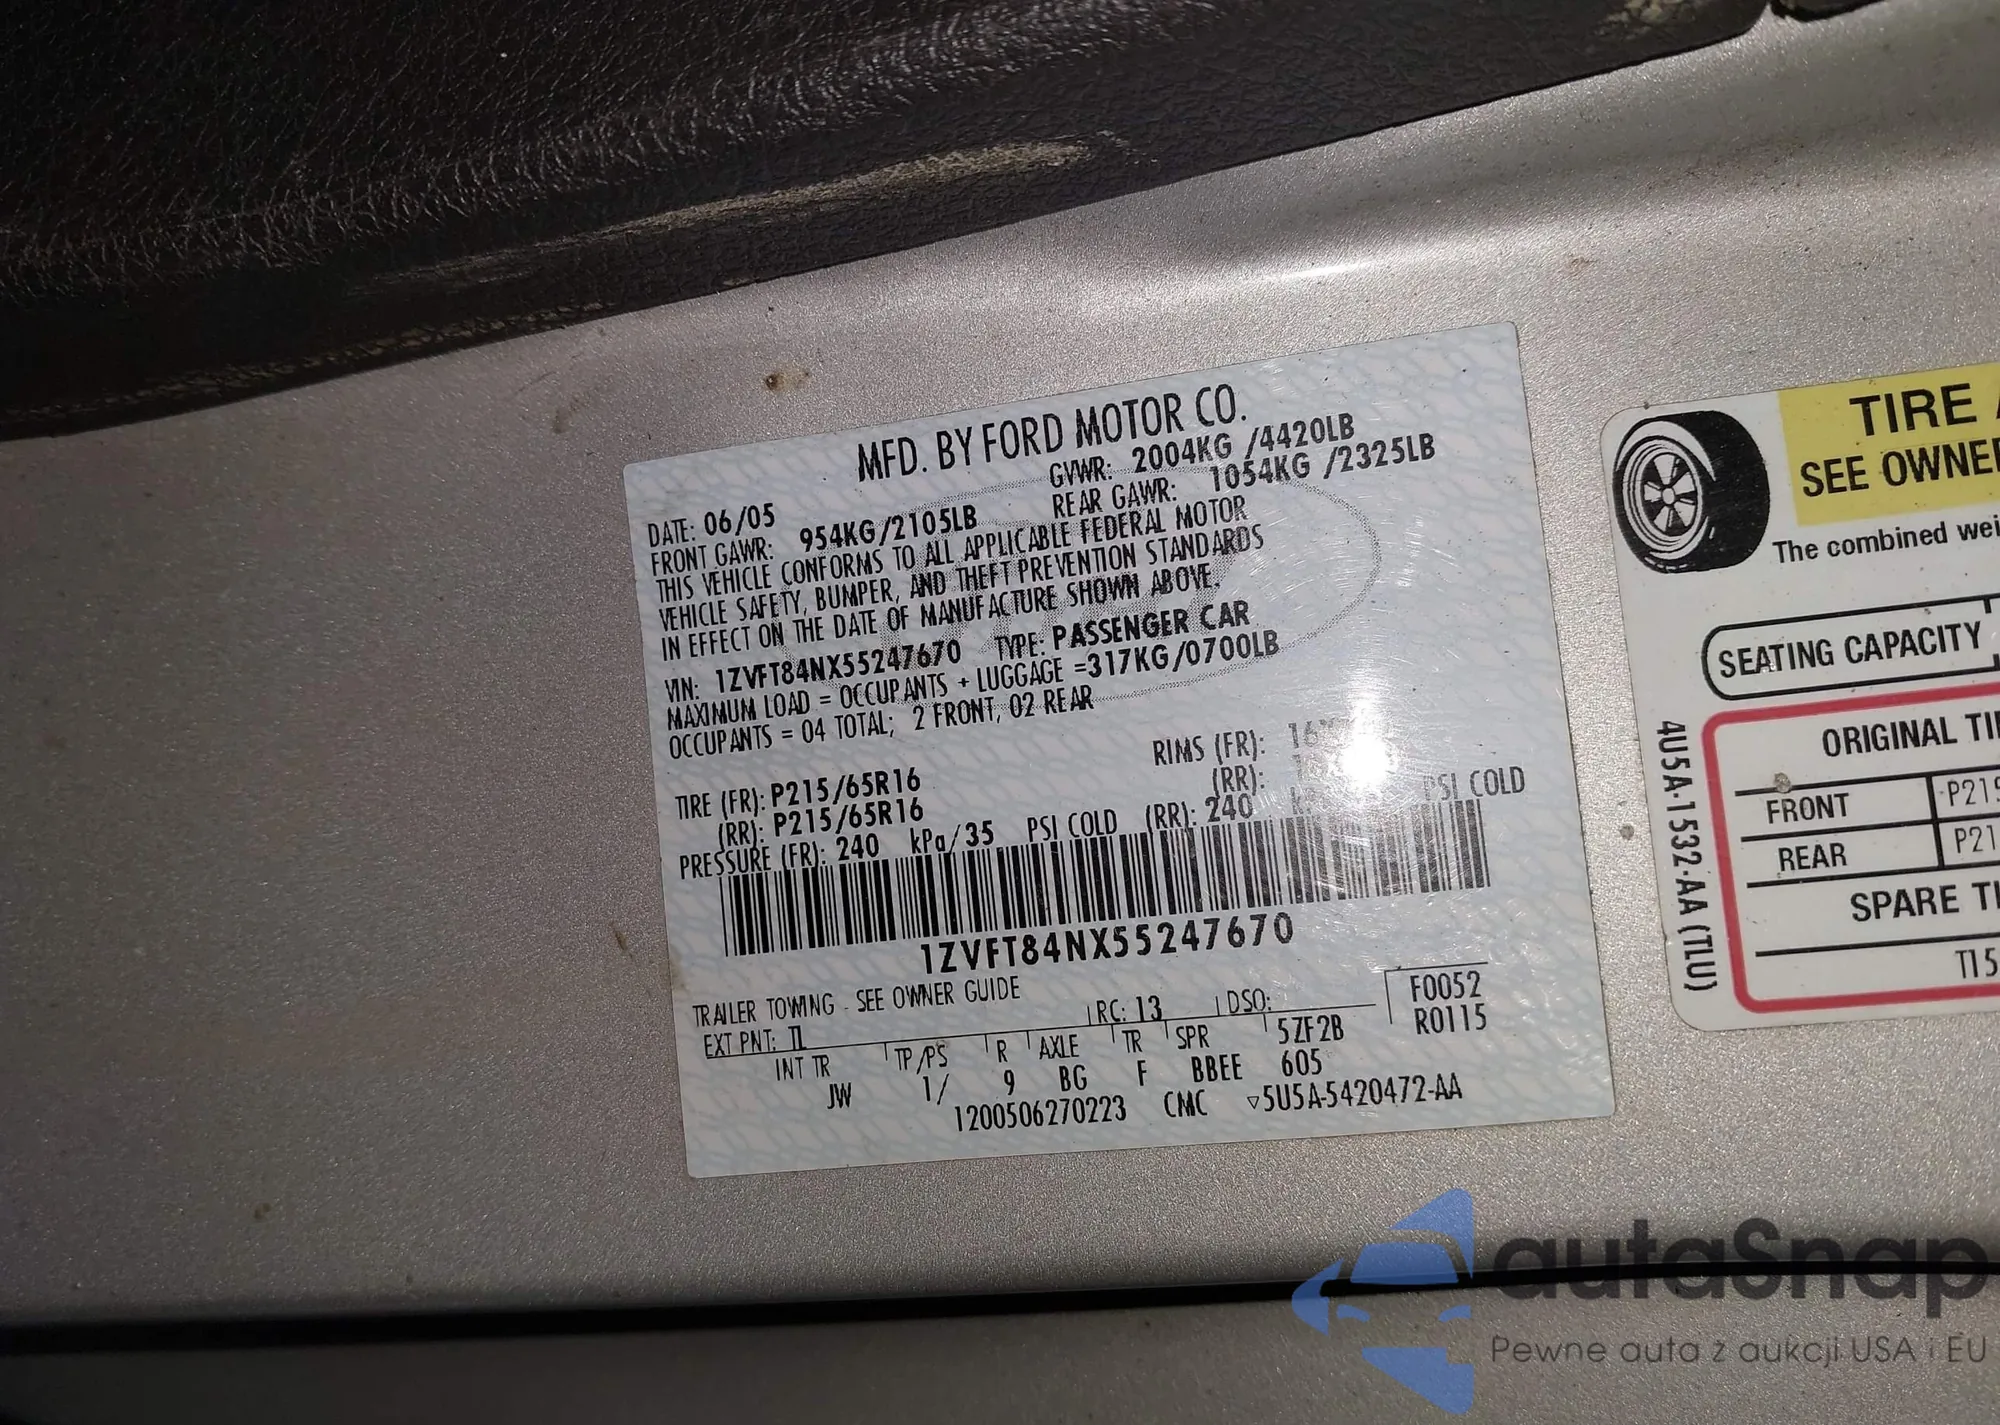 MFD. BY FORD MOTOR CO.
DATE: 06/05 GVWR: 2004KG /4420LB
FRONT GAWR: 954KG/2105LB REAR GAWR: 1054KG /2325LB
THIS VEHICLE CONFORMS TO ALL APPLICABLE FEDERAL MOTOR
VEHICLE SAFETY, BUMPER, AND THEFT PREVENTION STANDARDS
IN EFFECT ON THE DATE OF MANUFACTURE SHOWN ABOVE.
VIN: 1ZVFT84NX55247670 TYPE: PASSENGER CAR
MAXIMUM LOAD = OCCUPANTS + LUGGAGE =317KG/0700LB
OCCUPANTS = 04 TOTAL; 2 FRONT, 02 REAR
TIRE (FR): P215/65R16 RIMS (FR):
(RR): P215/65R16 (RR):
PRESSURE (FR): 240 kPa/35 PSI COLD (RR): 240 PSI COLD
1ZVFT84NX55247670
TRAILER TOWING - SEE OWNER GUIDE
EXT PNT: TL RC: 13 DSO: F0052
INT TR TP/PS R AXLE TR SPR 5ZF2B R0115
JW 1/ 9 BG F BBEE 605
1200506270223 CMC ▿5U5A-5420472-AA
TIRE
SEE OWNE
The combined wei
SEATING CAPACITY
ORIGINAL TI
FRONT P215
REAR P21
SPARE TI
T15
4U5A-1532-AA (TLU)
autaSnap
Pewne auta z aukcji USA i EU